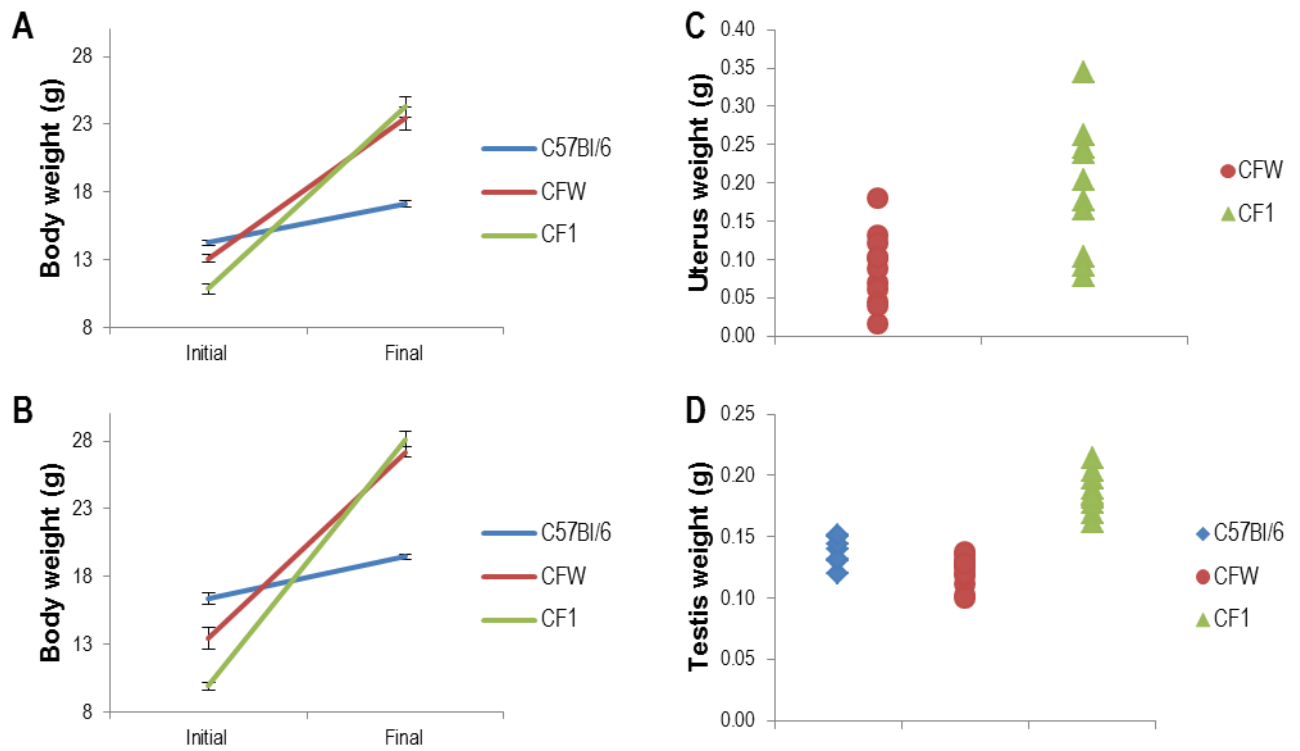 A
Body weight (g)
28
23
18
13
8
Initial
Final
C57Bl/6
CFW
CF1
C
Uterus weight (g)
0.40
0.35
0.30
0.25
0.20
0.15
0.10
0.05
0.00
CFW
CF1
B
Body weight (g)
28
23
18
13
8
Initial
Final
C57Bl/6
CFW
CF1
D
Testis weight (g)
0.25
0.20
0.15
0.10
0.05
0.00
C57Bl/6
CFW
CF1